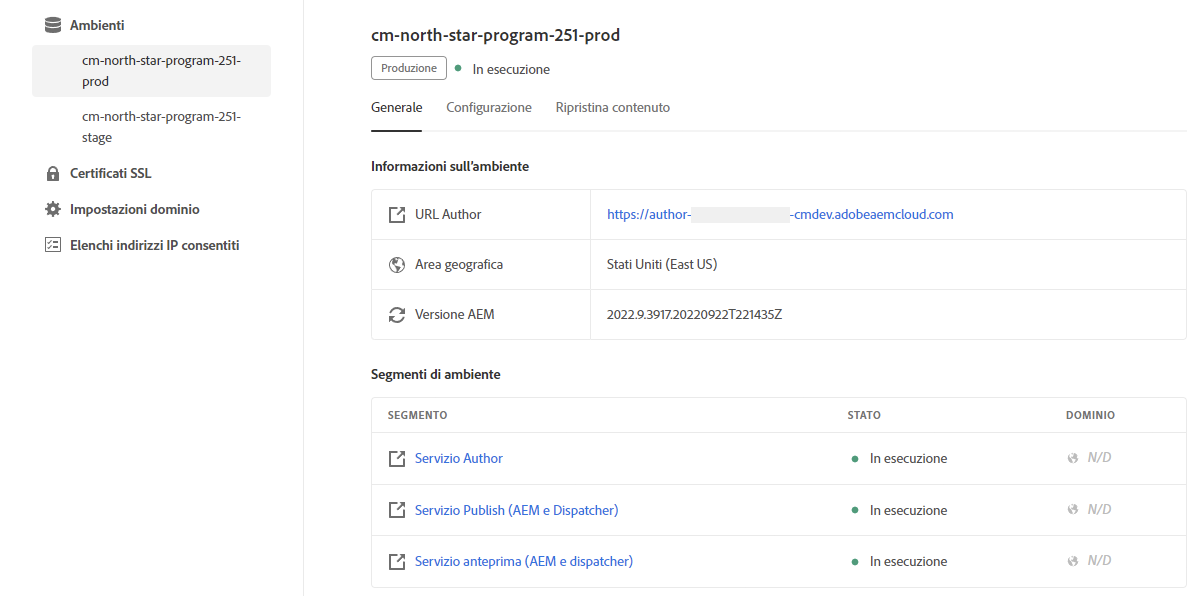 Ambienti
cm-north-star-program-251-
prod
cm-north-star-program-251-
stage
Certificati SSL
Impostazioni dominio
Elenchi indirizzi IP consentiti
cm-north-star-program-251-prod
Produzione In esecuzione
Generale Configurazione Ripristina contenuto
Informazioni sull'ambiente
URL Author https://author- -cmdev.adobeaemcloud.com
Area geografica Stati Uniti (East US)
Versione AEM 2022.9.3917.20220922T221435Z
Segmenti di ambiente
SEGMENTO STATO DOMINIO
Servizio Author In esecuzione N/D
Servizio Publish (AEM e Dispatcher) In esecuzione N/D
Servizio anteprima (AEM e dispatcher) In esecuzione N/D